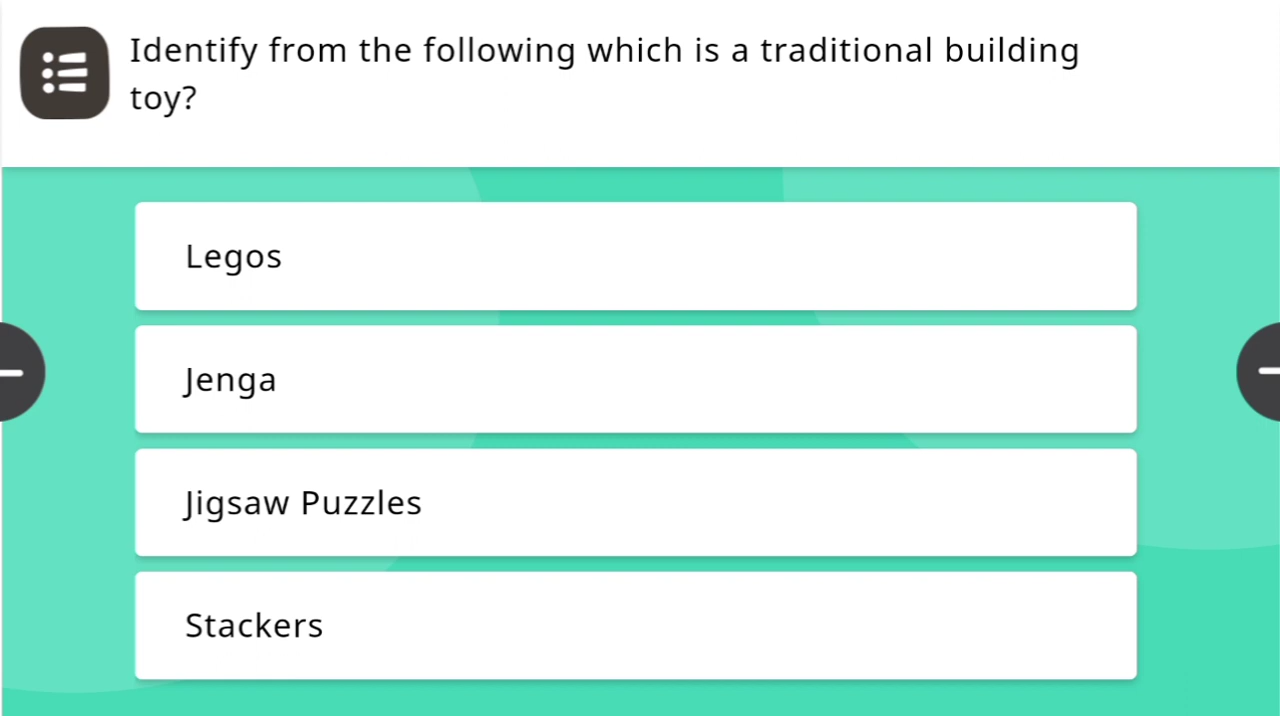 Identify from the following which is a traditional building
toy?
Legos
Jenga
Jigsaw Puzzles
Stackers